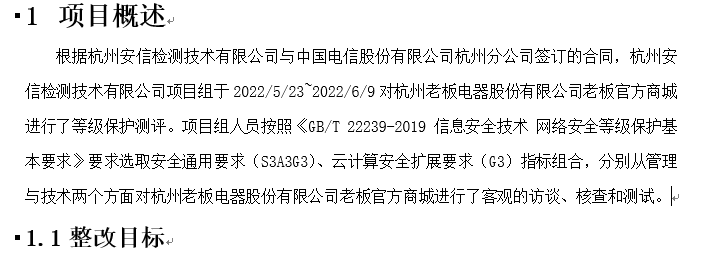 1 项目概述
根据杭州安信检测技术有限公司与中国电信股份有限公司杭州分公司签订的合同，杭州安
信检测技术有限公司项目组于 2022/5/23~2022/6/9 对杭州老板电器股份有限公司老板官方商城
进行了等级保护测评。项目组人员按照《GB/T 22239-2019 信息安全技术 网络安全等级保护基
本要求》要求选取安全通用要求（S3A3G3）、云计算安全扩展要求（G3）指标组合，分别从管理
与技术两个方面对杭州老板电器股份有限公司老板官方商城进行了客观的访谈、核查和测试。
1.1 整改目标